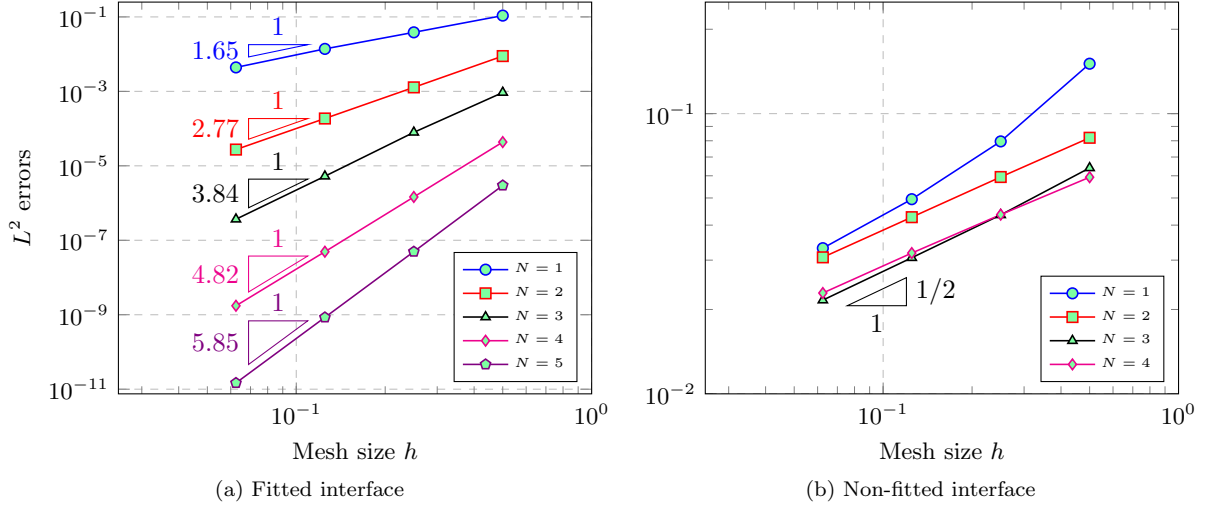 10^-1
10^-3
10^-5
10^-7
10^-9
10^-11
L^2 errors
1
1.65
1
2.77
1
3.84
1
4.82
1
5.85
N = 1
N = 2
N = 3
N = 4
N = 5
10^-1
10^0
Mesh size h
(a) Fitted interface
10^-1
10^-2
1/2
1
N = 1
N = 2
N = 3
N = 4
10^-1
10^0
Mesh size h
(b) Non-fitted interface